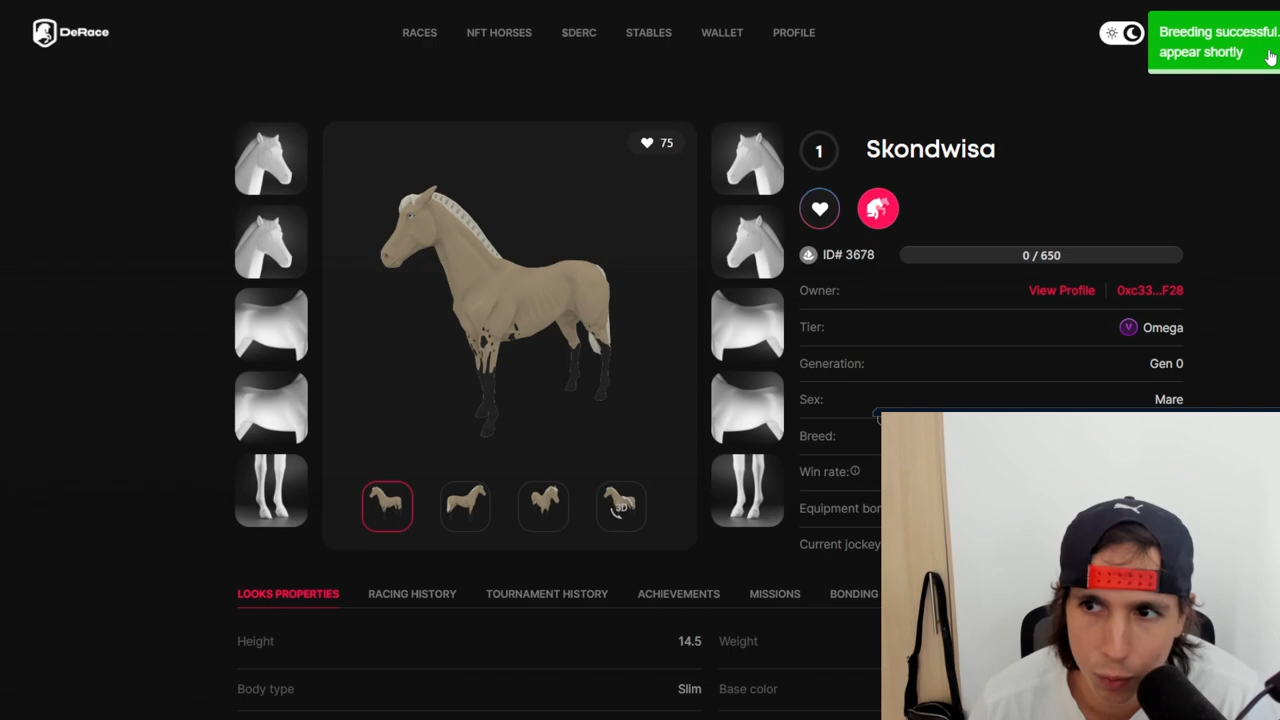 DeRace
RACES
NFT HORSES
$DERC
STABLES
WALLET
PROFILE
Breeding successful.
appear shortly
75
1
Skondwisa
ID# 3678
0 / 650
Owner:
View Profile
0xc33...F28
Tier:
V Omega
Generation:
Gen 0
Sex:
Mare
Breed:
Win rate:
Equipment bon
Current jockey
3D
LOOKS PROPERTIES
RACING HISTORY
TOURNAMENT HISTORY
ACHIEVEMENTS
MISSIONS
BONDING
Height
14.5
Weight
Body type
Slim
Base color